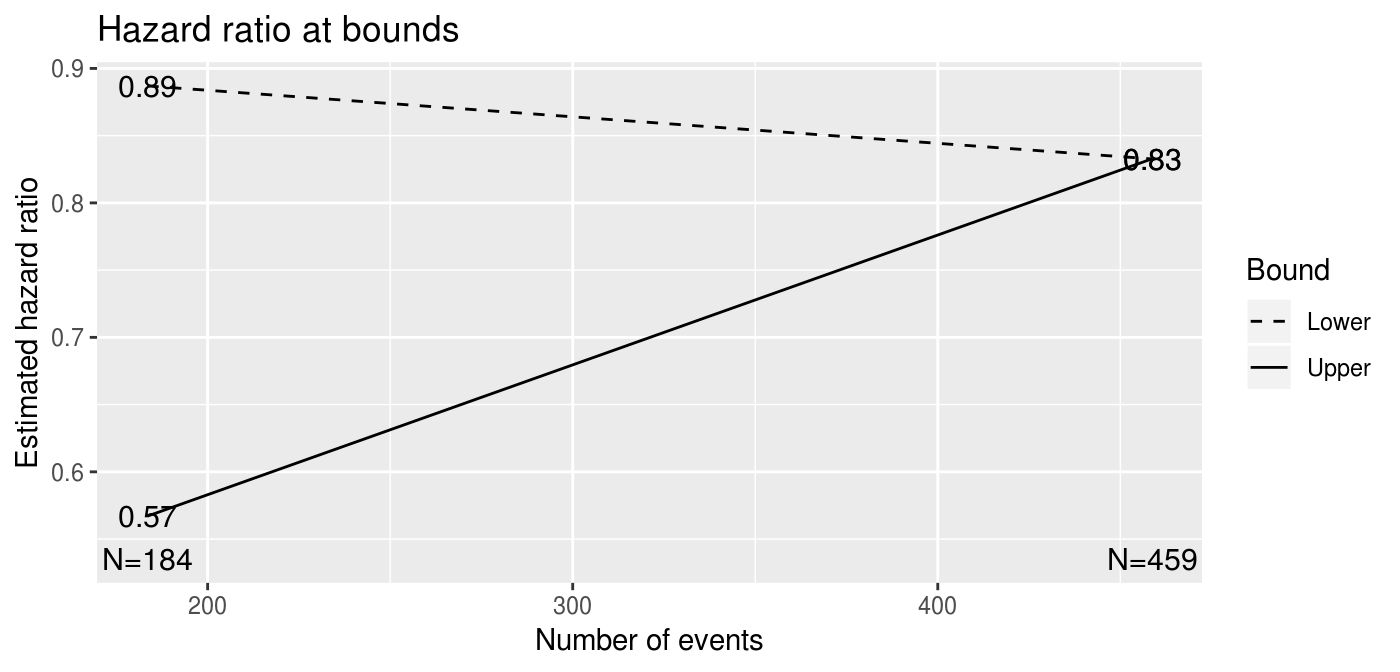 Hazard ratio at bounds
Estimated hazard ratio
0.9
0.8
0.7
0.6
0.89
0.83
0.57
N=184
N=459
200
300
400
Number of events
Bound
Lower
Upper